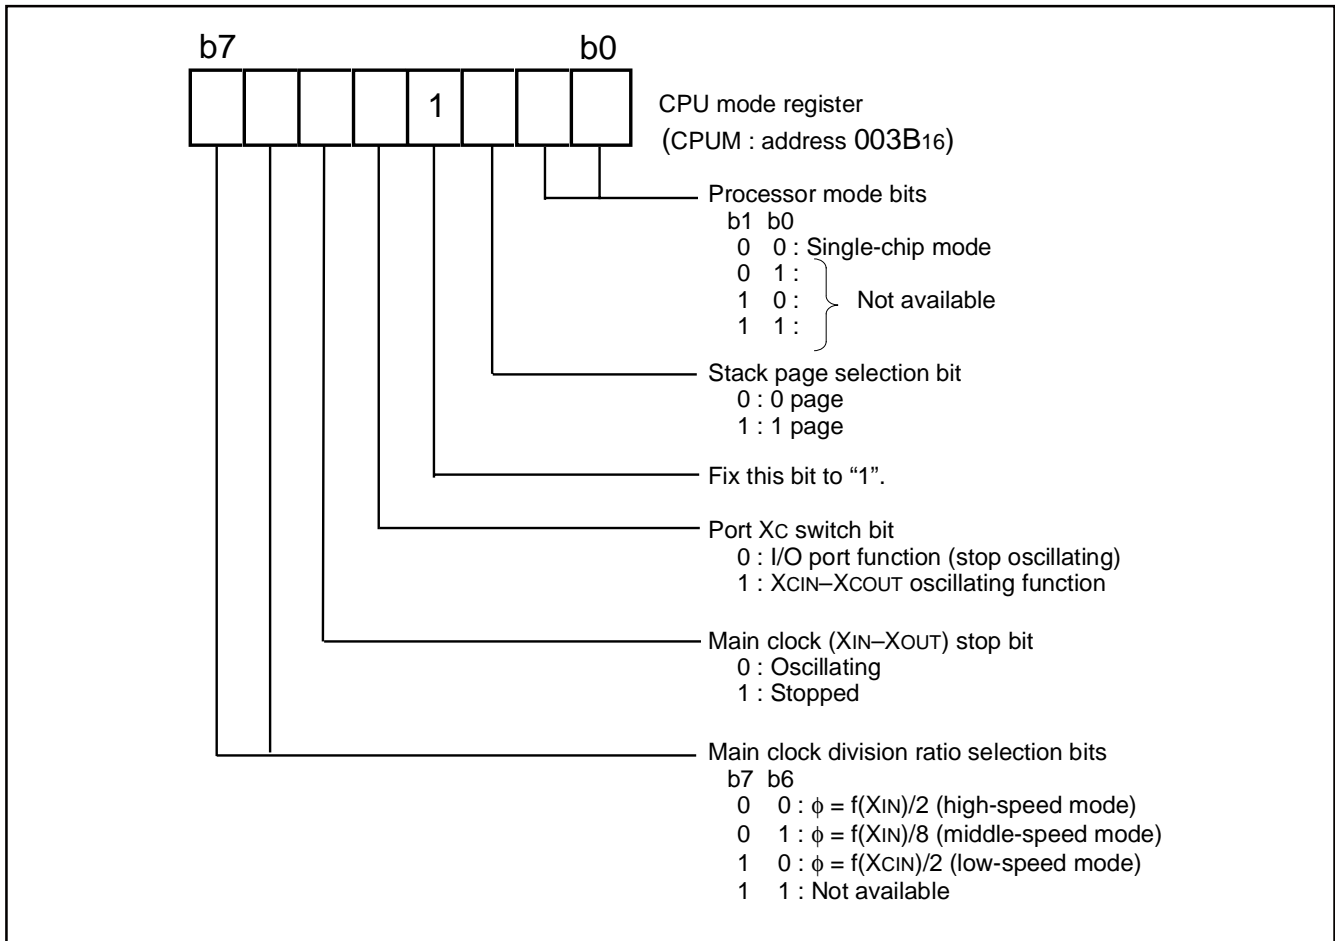 b7 b0
1
CPU mode register
(CPUM : address 003B16)
Processor mode bits
b1 b0
0 0 : Single-chip mode
0 1 :
1 0 : Not available
1 1 :
Stack page selection bit
0 : 0 page
1 : 1 page
Fix this bit to “1”.
Port XC switch bit
0 : I/O port function (stop oscillating)
1 : XCIN–XCOUT oscillating function
Main clock (XIN–XOUT) stop bit
0 : Oscillating
1 : Stopped
Main clock division ratio selection bits
b7 b6
0 0 : ϕ = f(XIN)/2 (high-speed mode)
0 1 : ϕ = f(XIN)/8 (middle-speed mode)
1 0 : ϕ = f(XCIN)/2 (low-speed mode)
1 1 : Not available